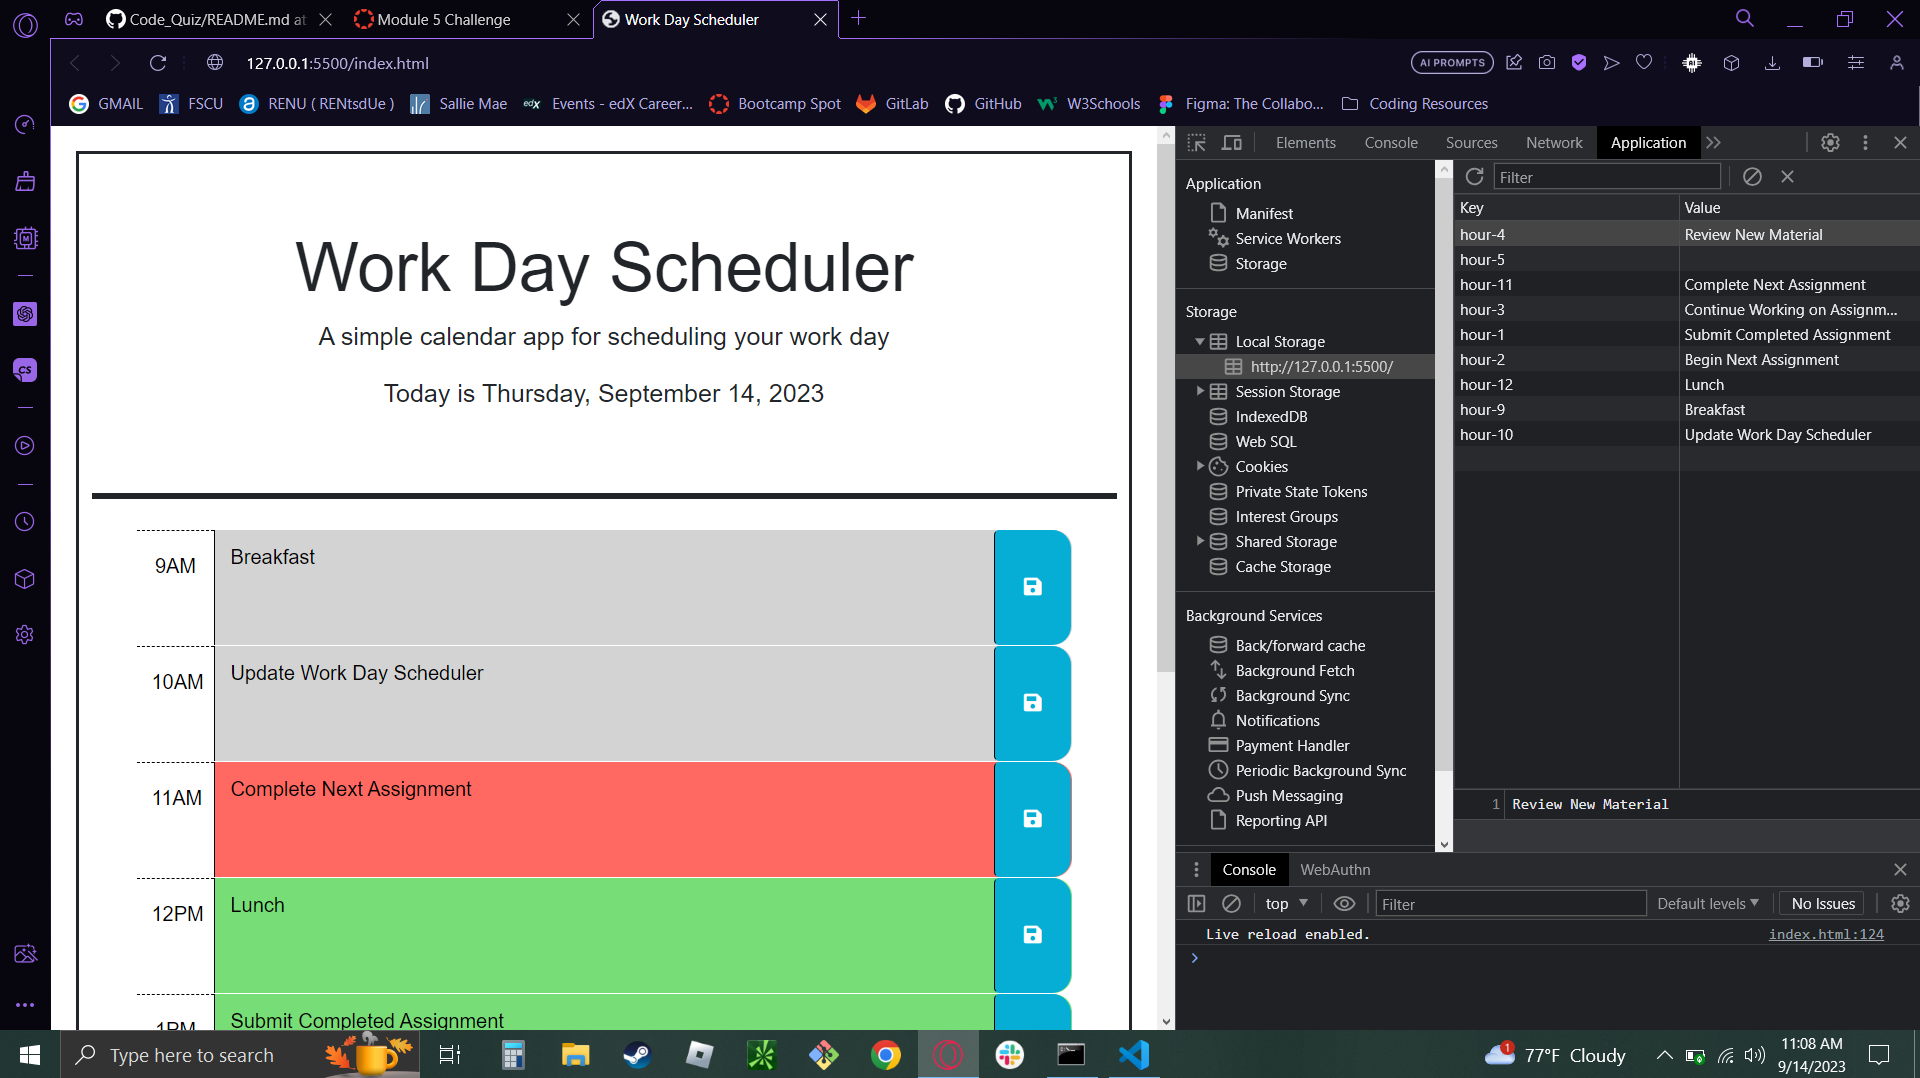 Code_Quiz/README.md at
Module 5 Challenge
Work Day Scheduler
127.0.0.1:5500/index.html
AI PROMPTS
GMAIL
FSCU
RENU ( RENtsdUe )
Sallie Mae
edx
Events - edX Career...
Bootcamp Spot
GitLab
GitHub
W3Schools
Figma: The Collabo...
Coding Resources
Work Day Scheduler
A simple calendar app for scheduling your work day
Today is Thursday, September 14, 2023
9AM
Breakfast
10AM
Update Work Day Scheduler
11AM
Complete Next Assignment
12PM
Lunch
1PM
Submit Completed Assignment
Elements
Console
Sources
Network
Application
Application
Manifest
Service Workers
Storage
Storage
Local Storage
http://127.0.0.1:5500/
Session Storage
IndexedDB
Web SQL
Cookies
Private State Tokens
Interest Groups
Shared Storage
Cache Storage
Background Services
Back/forward cache
Background Fetch
Background Sync
Notifications
Payment Handler
Periodic Background Sync
Push Messaging
Reporting API
Filter
Key Value
hour-4 Review New Material
hour-5
hour-11 Complete Next Assignment
hour-3 Continue Working on Assignm...
hour-1 Submit Completed Assignment
hour-2 Begin Next Assignment
hour-12 Lunch
hour-9 Breakfast
hour-10 Update Work Day Scheduler
1 Review New Material
Console
WebAuthn
top
Filter
Default levels
No Issues
Live reload enabled.
index.html:124
CS
Type here to search
1
77°F Cloudy
11:08 AM
9/14/2023